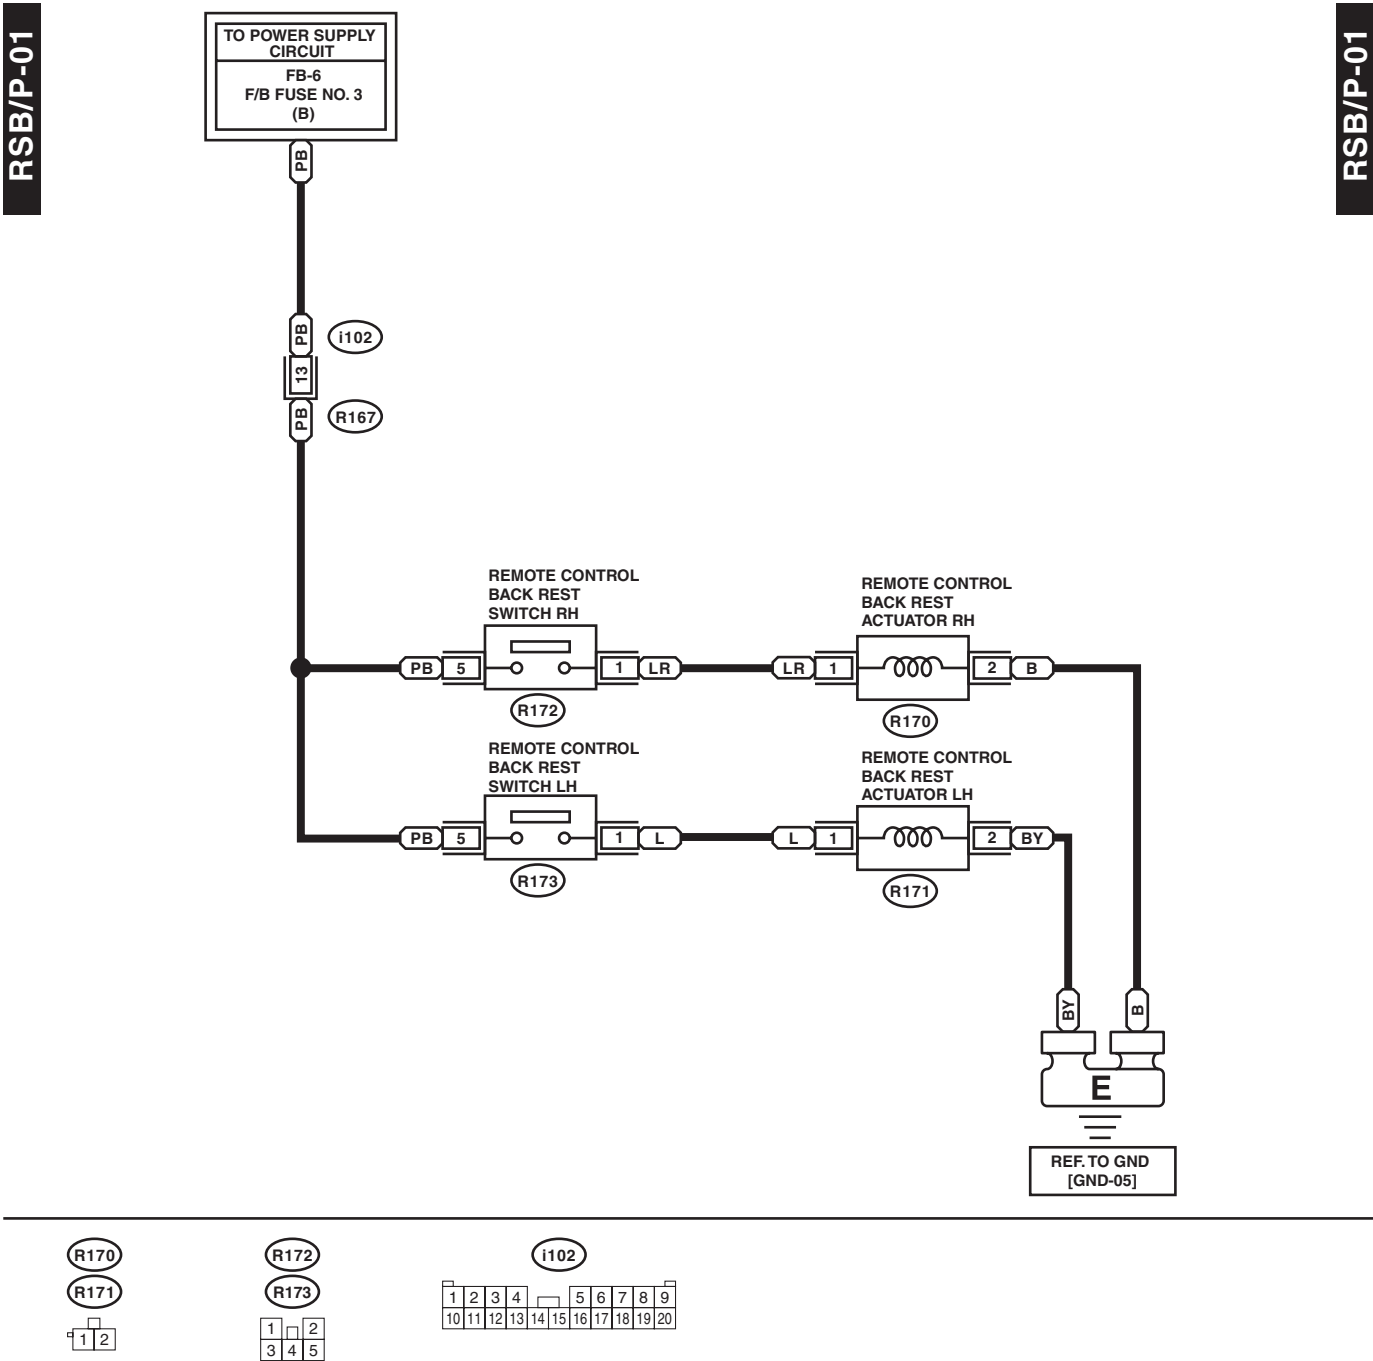 RSB/P-01
RSB/P-01
TO POWER SUPPLY
CIRCUIT
FB-6
F/B FUSE NO. 3
(B)
PB
PB
i102
13
PB
R167
REMOTE CONTROL
BACK REST
SWITCH RH
REMOTE CONTROL
BACK REST
ACTUATOR RH
PB 5 1 LR LR 1 2 B
R172
R170
REMOTE CONTROL
BACK REST
SWITCH LH
REMOTE CONTROL
BACK REST
ACTUATOR LH
PB 5 1 L L 1 2 BY
R173
R171
BY B
E
REF. TO GND
[GND-05]
R170 R172 i102
R171 R173
1 2 3 4 5 6 7 8 9
10 11 12 13 14 15 16 17 18 19 20
1 2
1 2
3 4 5